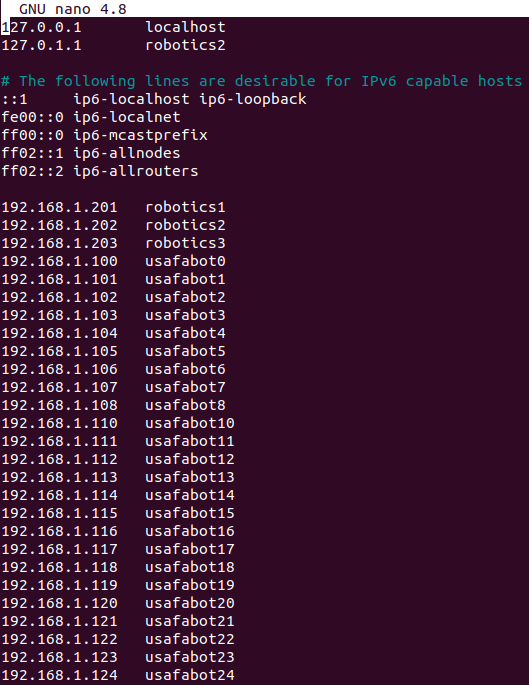 GNU nano 4.8
127.0.0.1 localhost
127.0.1.1 robotics2
# The following lines are desirable for IPv6 capable hosts
::1 ip6-localhost ip6-loopback
fe00::0 ip6-localnet
ff00::0 ip6-mcastprefix
ff02::1 ip6-allnodes
ff02::2 ip6-allrouters
192.168.1.201 robotics1
192.168.1.202 robotics2
192.168.1.203 robotics3
192.168.1.100 usafabot0
192.168.1.101 usafabot1
192.168.1.102 usafabot2
192.168.1.103 usafabot3
192.168.1.104 usafabot4
192.168.1.105 usafabot5
192.168.1.106 usafabot6
192.168.1.107 usafabot7
192.168.1.108 usafabot8
192.168.1.110 usafabot10
192.168.1.111 usafabot11
192.168.1.112 usafabot12
192.168.1.113 usafabot13
192.168.1.114 usafabot14
192.168.1.115 usafabot15
192.168.1.116 usafabot16
192.168.1.117 usafabot17
192.168.1.118 usafabot18
192.168.1.119 usafabot19
192.168.1.120 usafabot20
192.168.1.121 usafabot21
192.168.1.122 usafabot22
192.168.1.123 usafabot23
192.168.1.124 usafabot24